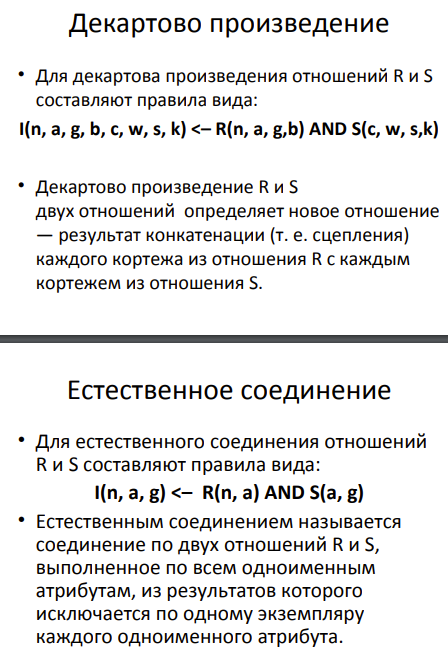 Декартово произведение
• Для декартова произведения отношений R и S
составляют правила вида:
I(n, a, g, b, c, w, s, k) <– R(n, a, g,b) AND S(c, w, s,k)
• Декартово произведение R и S
двух отношений определяет новое отношение
— результат конкатенации (т. е. сцепления)
каждого кортежа из отношения R с каждым
кортежем из отношения S.
Естественное соединение
• Для естественного соединения отношений
R и S составляют правила вида:
I(n, a, g) <– R(n, a) AND S(a, g)
• Естественным соединением называется
соединение по двух отношений R и S,
выполненное по всем одноименным
атрибутам, из результатов которого
исключается по одному экземпляру
каждого одноименного атрибута.